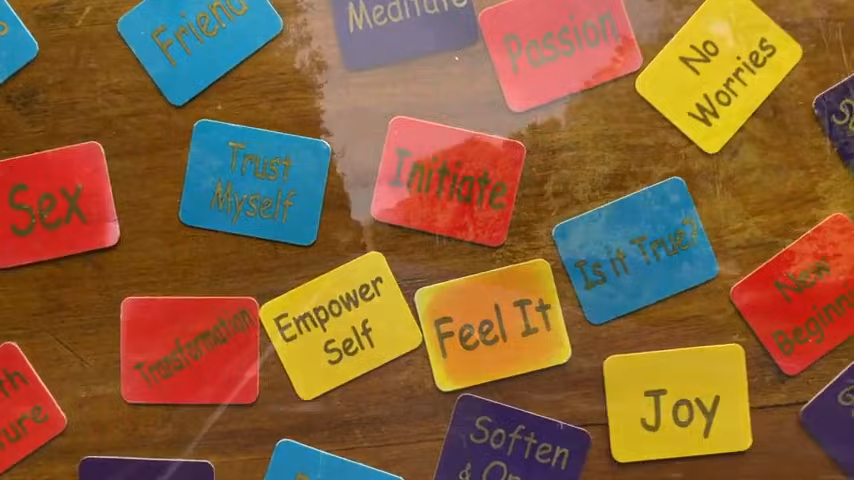 Friend
Meditate
Passion
No
Worries
Sex
Trust
Myself
Initiate
Is it True?
New
Transformation
Empower
Self
Feel It
Joy
Soften